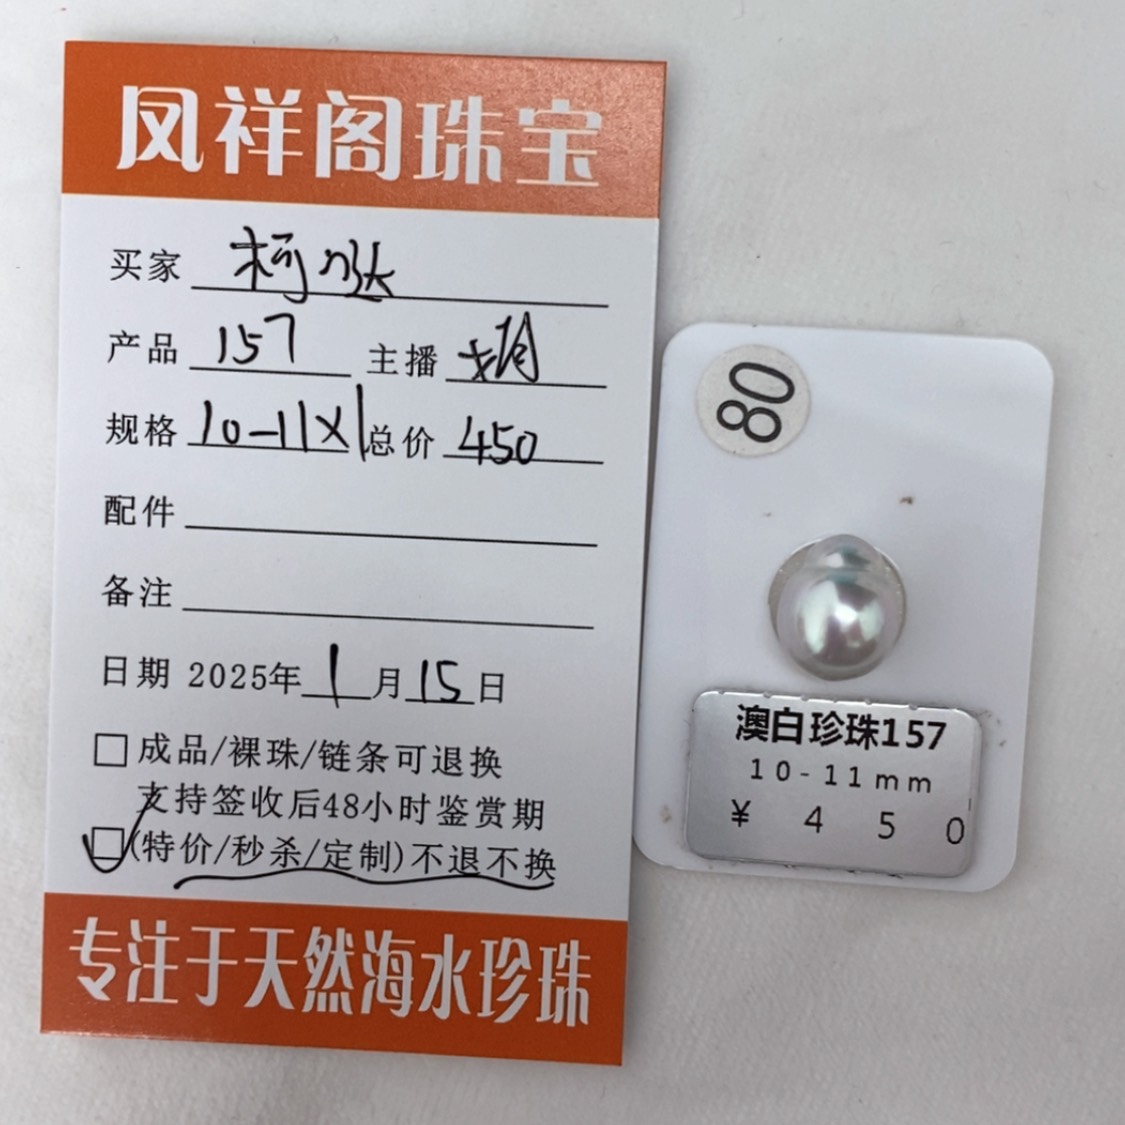 凤祥阁珠宝
买家 柯哒
产品 157 主播
规格 10-11X1 总价 450
配件
备注
日期 2025年1月15日
成品/裸珠/链条可退换
支持签收后48小时鉴赏期
(特价/秒杀/定制)不退不换
专注于天然海水珍珠
80
澳白珍珠157
10-11mm
¥ 450